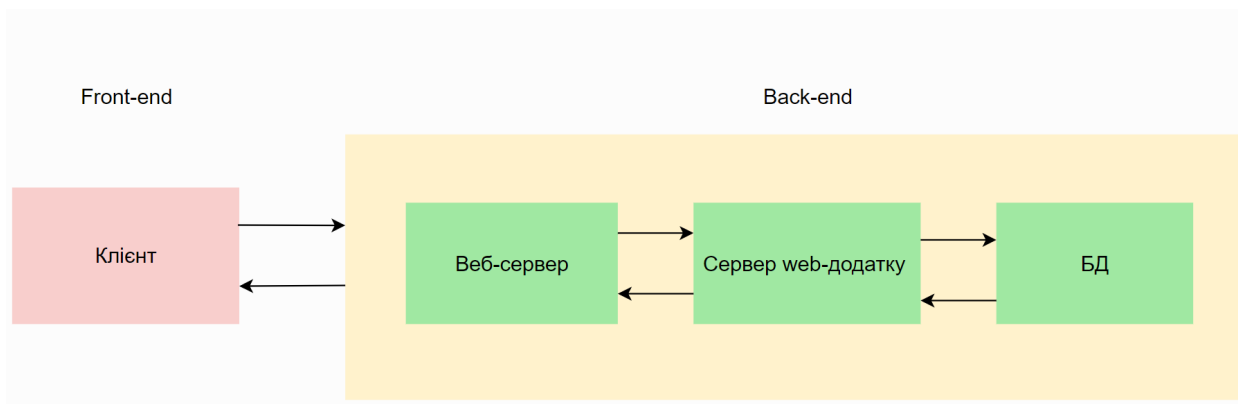 Front-end
Back-end
Клієнт
Веб-сервер
Сервер web-додатку
БД